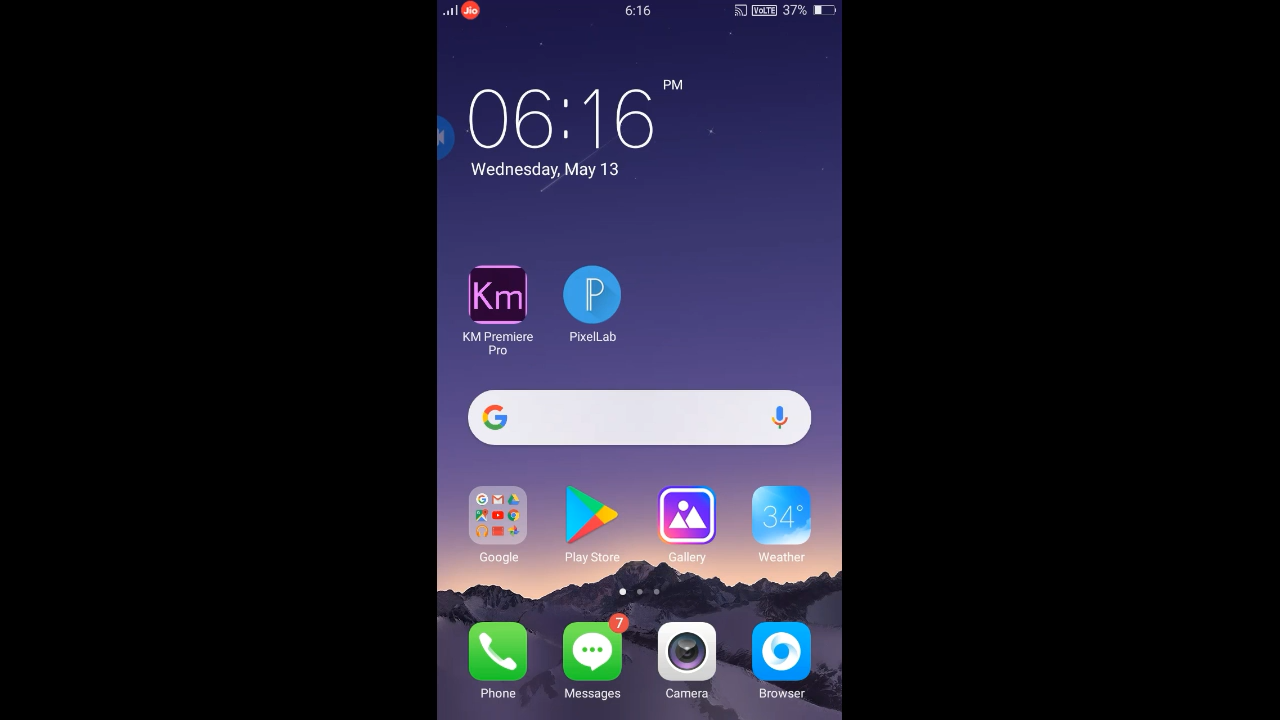 Jio 6:16 VoLTE 37%
06:16 PM
Wednesday, May 13
Km P
KM Premiere Pro
PixelLab
G
34°
Google Play Store Gallery Weather
7
Phone Messages Camera Browser